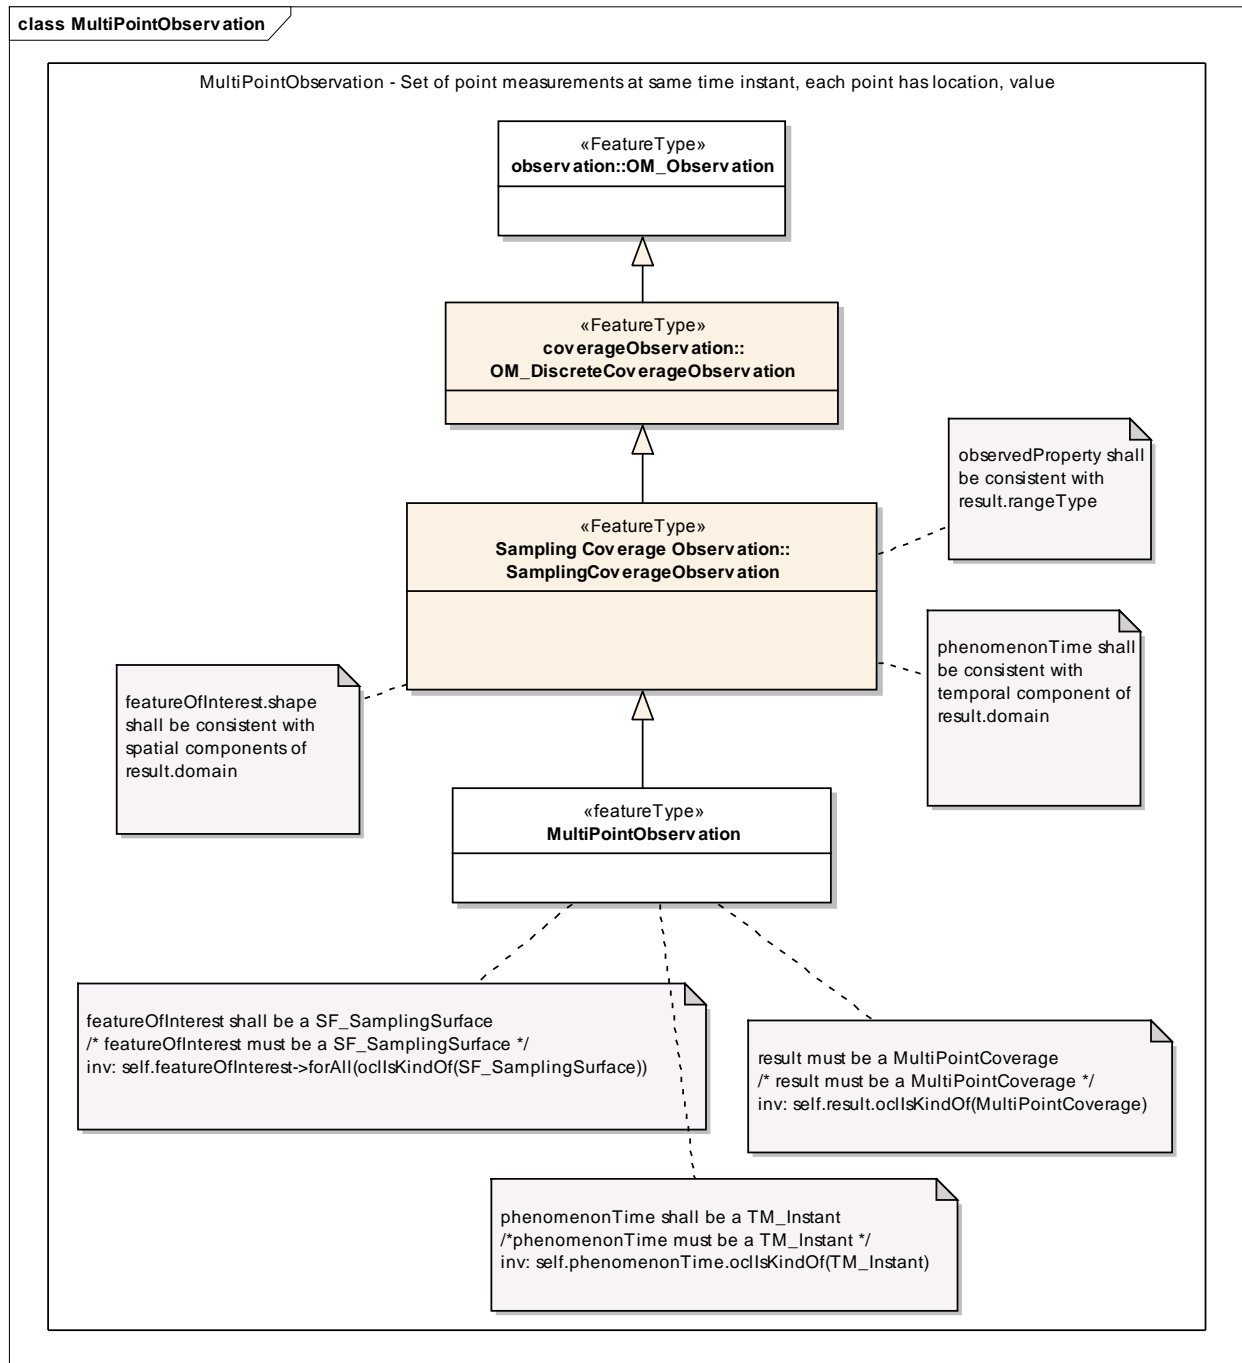 class MultiPointObservation
MultiPointObservation - Set of point measurements at same time instant, each point has location, value
«FeatureType»
observation::OM_Observation
«FeatureType»
coverageObservation::
OM_DiscreteCoverageObservation
observedProperty shall
be consistent with
result.rangeType
«FeatureType»
Sampling Coverage Observation::
SamplingCoverageObservation
phenomenonTime shall
be consistent with
temporal component of
result.domain
featureOfInterest.shape
shall be consistent with
spatial components of
result.domain
«featureType»
MultiPointObservation
featureOfInterest shall be a SF_SamplingSurface
/* featureOfInterest must be a SF_SamplingSurface */
inv: self.featureOfInterest->forAll(oclIsKindOf(SF_SamplingSurface))
result must be a MultiPointCoverage
/* result must be a MultiPointCoverage */
inv: self.result.oclIsKindOf(MultiPointCoverage)
phenomenonTime shall be a TM_Instant
/*phenomenonTime must be a TM_Instant */
inv: self.phenomenonTime.oclIsKindOf(TM_Instant)